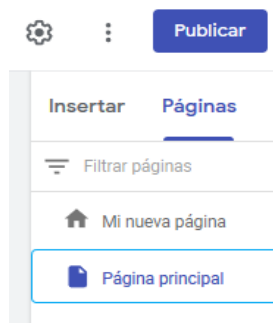 Publicar
Insertar Páginas
Filtrar páginas
Mi nueva página
Página principal